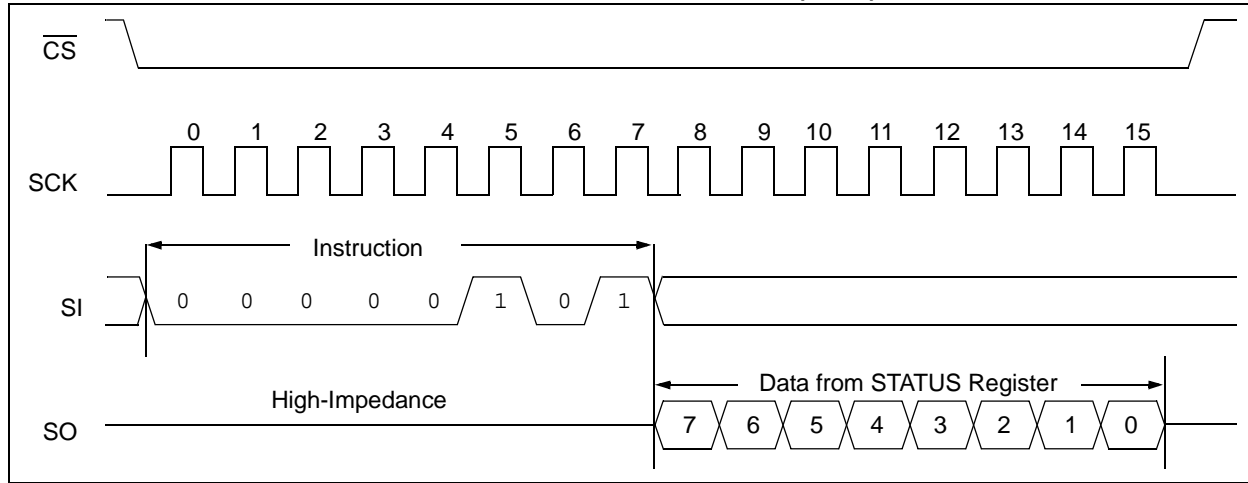 CS
0 1 2 3 4 5 6 7 8 9 10 11 12 13 14 15
SCK
Instruction
SI 0 0 0 0 0 1 0 1
Data from STATUS Register
High-Impedance
SO 7 6 5 4 3 2 1 0